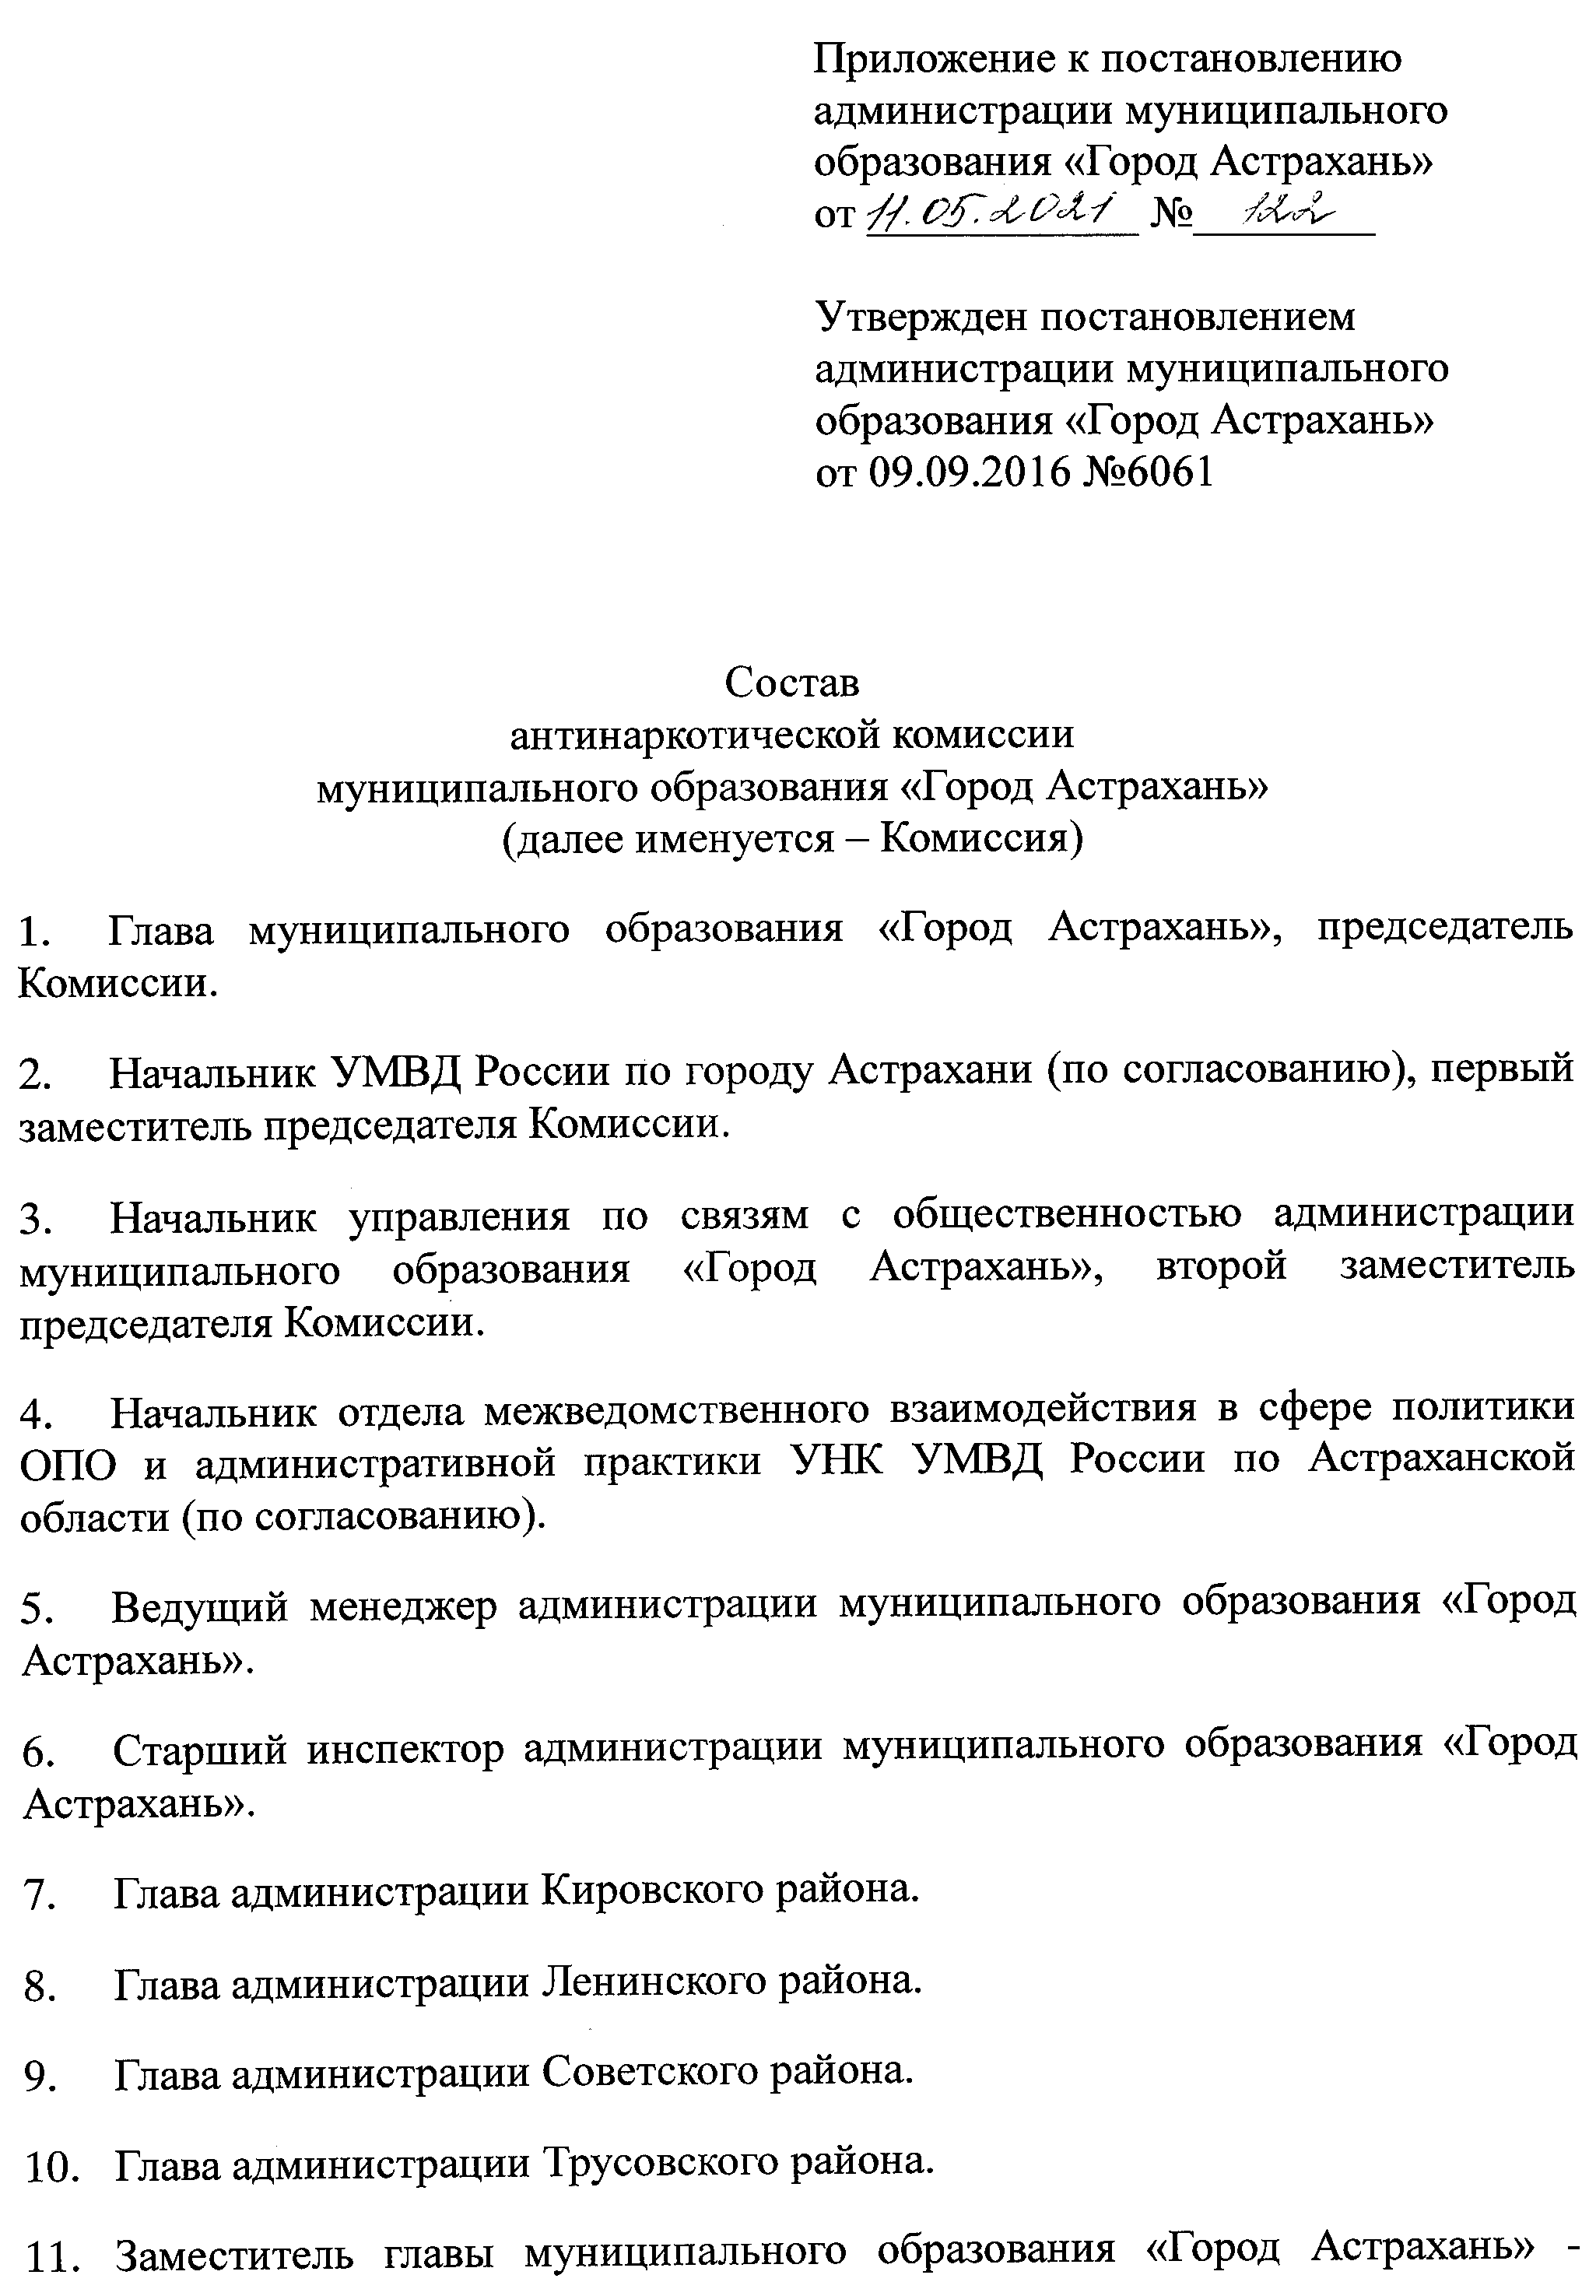 Приложение к постановлению
администрации муниципального
образования «Город Астрахань»
от 11.05.2021 № 122
Утвержден постановлением
администрации муниципального
образования «Город Астрахань»
от 09.09.2016 №6061
Состав
антинаркотической комиссии
муниципального образования «Город Астрахань»
(далее именуется – Комиссия)
1. Глава муниципального образования «Город Астрахань», председатель
Комиссии.
2. Начальник УМВД России по городу Астрахани (по согласованию), первый
заместитель председателя Комиссии.
3. Начальник управления по связям с общественностью администрации
муниципального образования «Город Астрахань», второй заместитель
председателя Комиссии.
4. Начальник отдела межведомственного взаимодействия в сфере политики
ОПО и административной практики УНК УМВД России по Астраханской
области (по согласованию).
5. Ведущий менеджер администрации муниципального образования «Город
Астрахань».
6. Старший инспектор администрации муниципального образования «Город
Астрахань».
7. Глава администрации Кировского района.
8. Глава администрации Ленинского района.
9. Глава администрации Советского района.
10. Глава администрации Трусовского района.
11. Заместитель главы муниципального образования «Город Астрахань» -